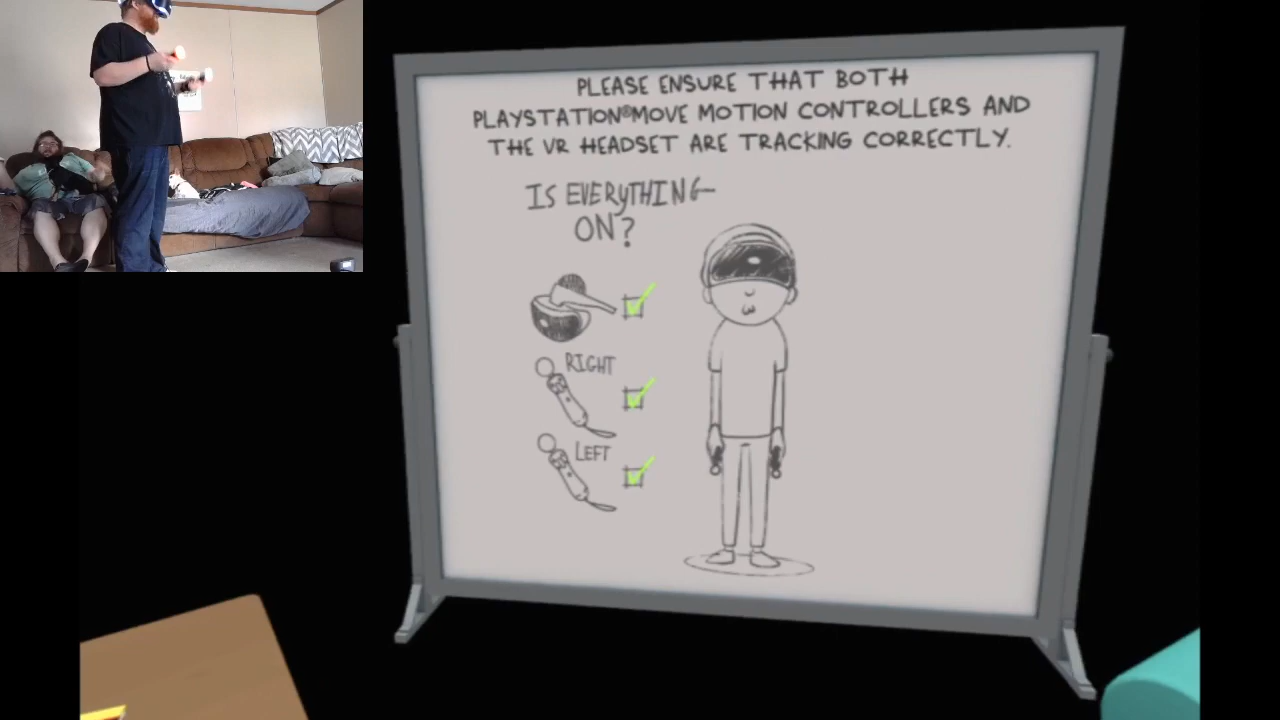 PLEASE ENSURE THAT BOTH
PLAYSTATION®MOVE MOTION CONTROLLERS AND
THE VR HEADSET ARE TRACKING CORRECTLY.
IS EVERYTHING
ON?
RIGHT
LEFT